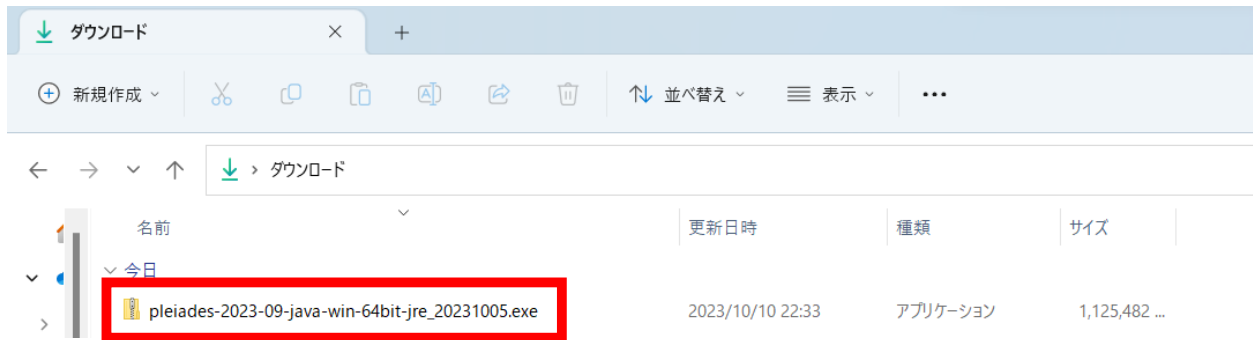 ダウンロード
新規作成
並べ替え
表示
ダウンロード
名前 更新日時 種類 サイズ
今日
pleiades-2023-09-java-win-64bit-jre_20231005.exe 2023/10/10 22:33 アプリケーション 1,125,482 ...